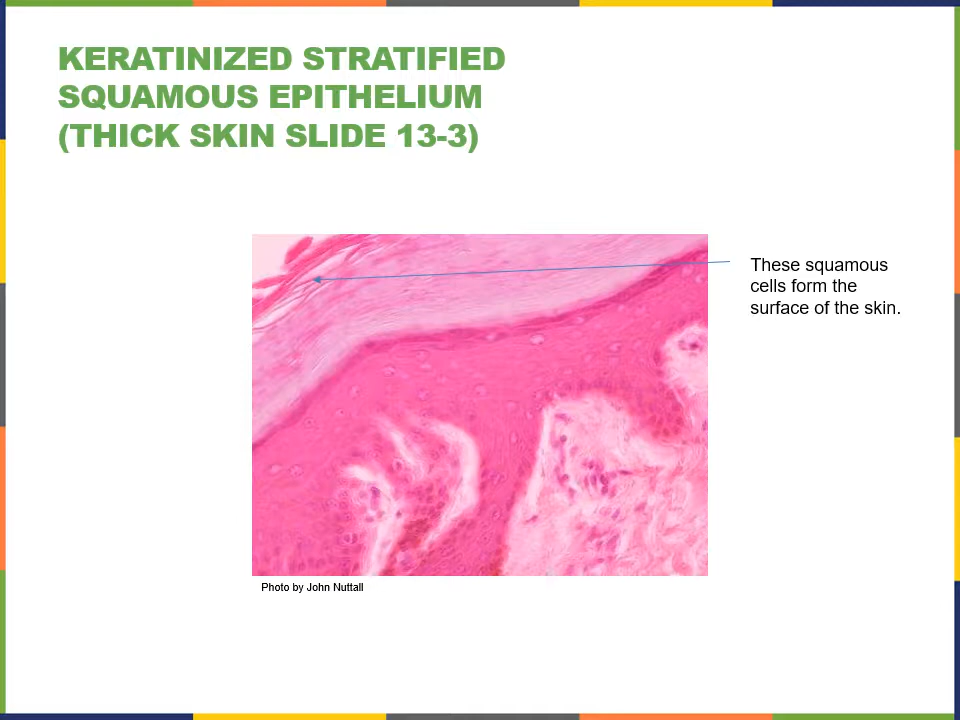 KERATINIZED STRATIFIED
SQUAMOUS EPITHELIUM
(THICK SKIN SLIDE 13-3)
These squamous
cells form the
surface of the skin.
Photo by John Nuttall